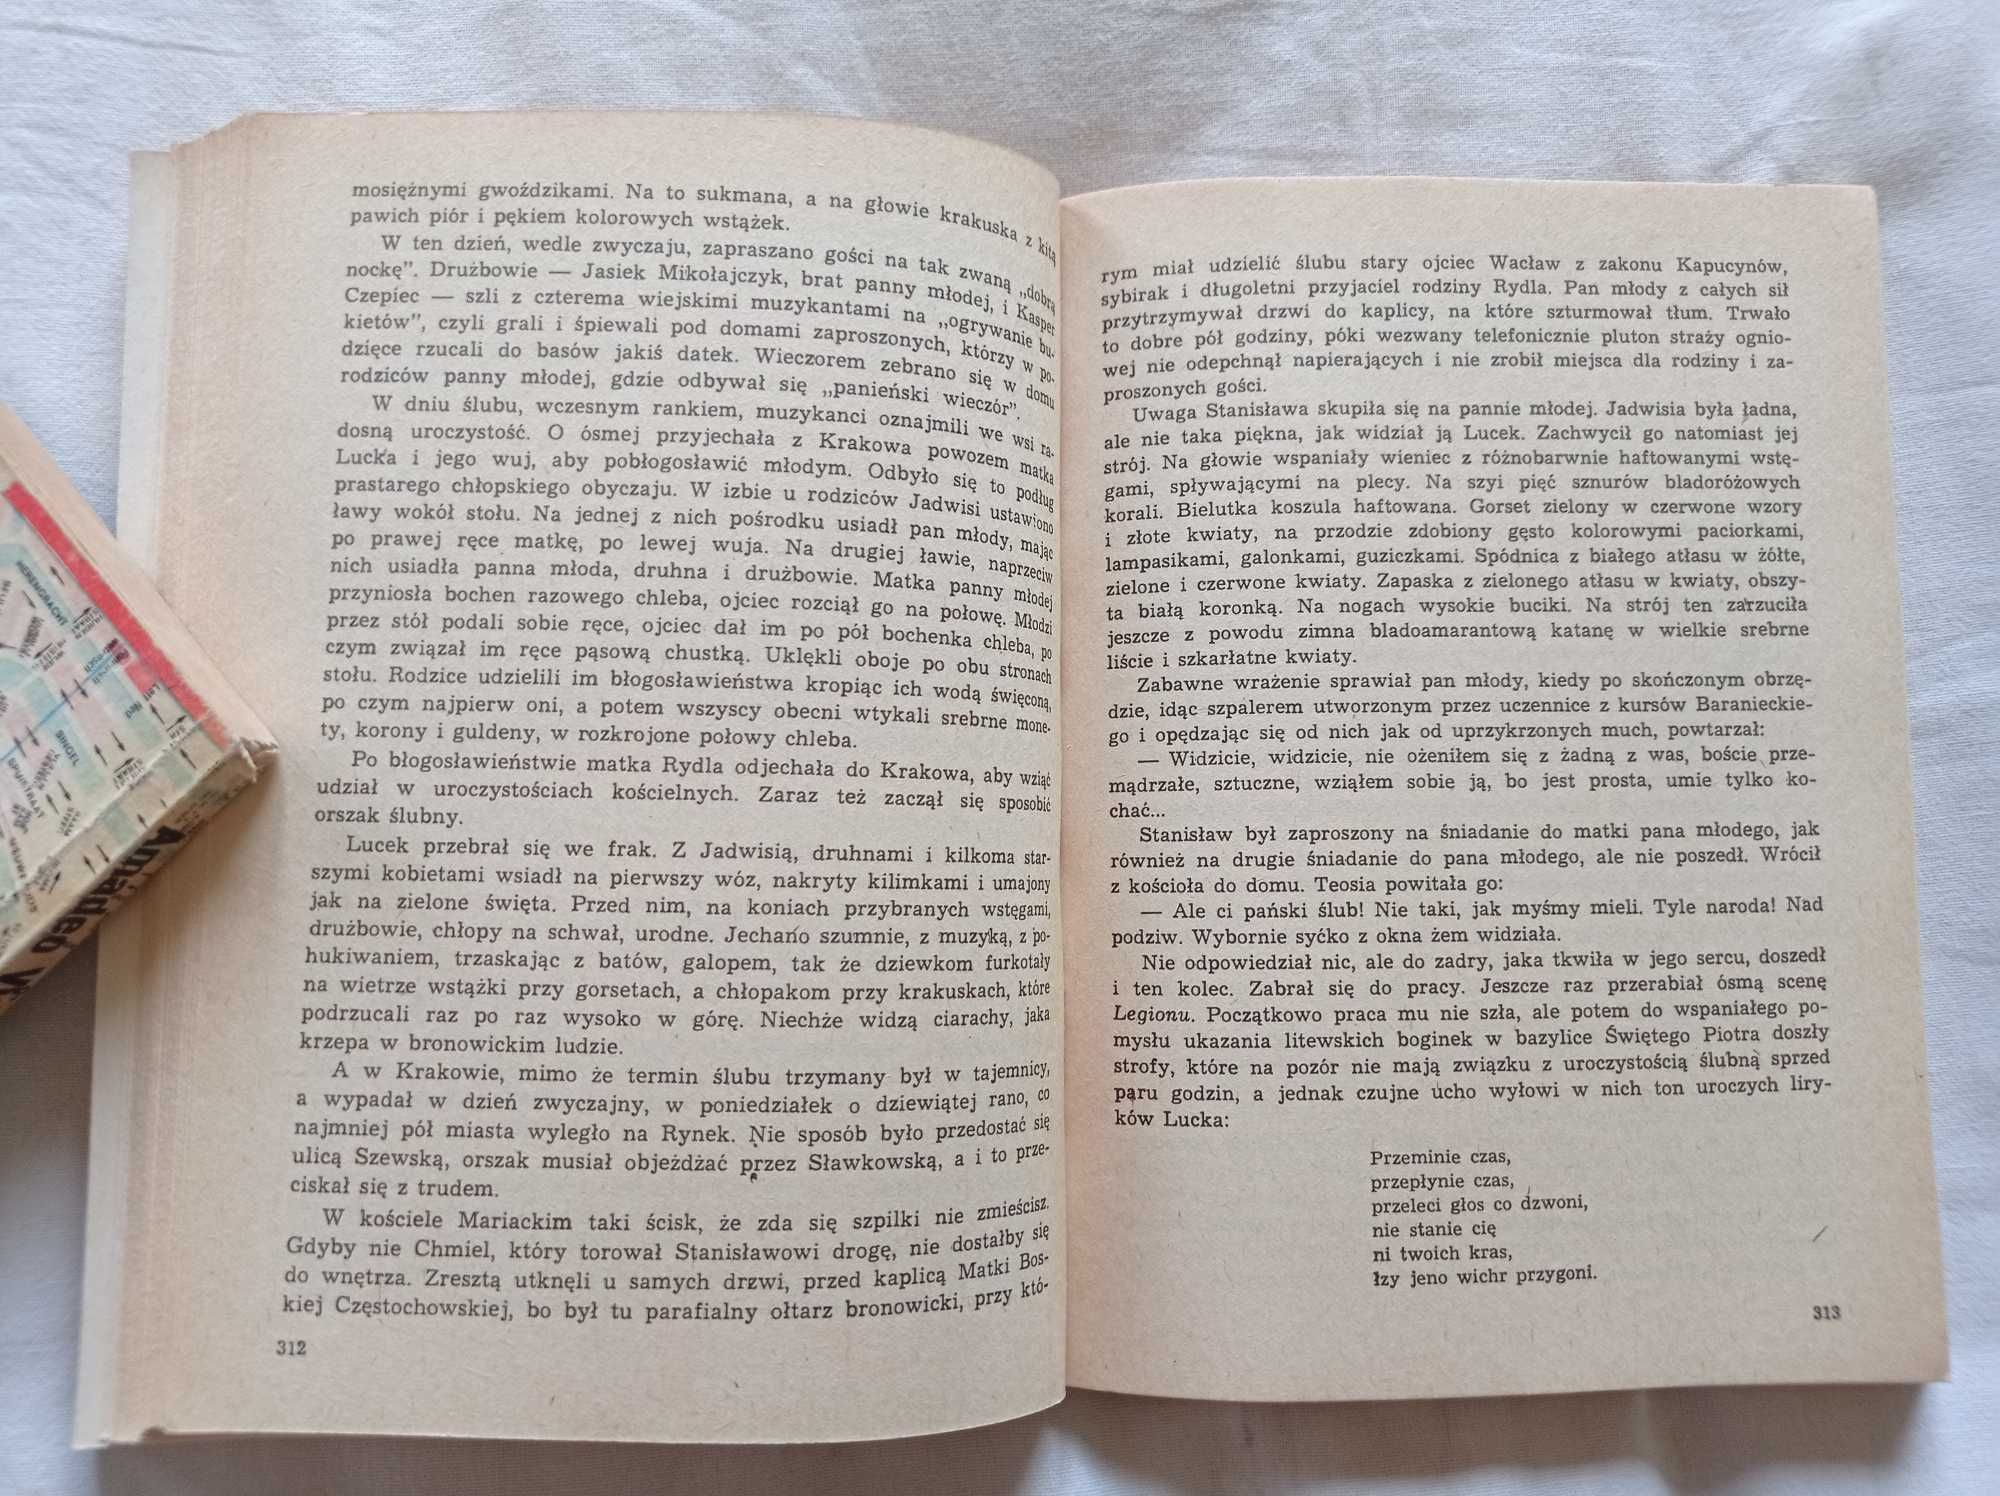 mosiężnymi gwoździkami. Na to sukmana, a na głowie krakuska z kitą
pawich piór i pękiem kolorowych wstążek.
W ten dzień, wedle zwyczaju, zapraszano gości na tak zwaną „dobrą
nockę”. Drużbowie — Jasiek Mikołajczyk, brat panny młodej, i Kasper
Czepiec — szli z czterema wiejskimi muzykantami na „ogrywanie bu-
kietów”, czyli grali i śpiewali pod domami zaproszonych, którzy w po-
dzięce rzucali do basów jakiś datek. Wieczorem zebrano się w domu
rodziców panny młodej, gdzie odbywał się „panieński wieczór”.
W dniu ślubu, wczesnym rankiem, muzykanci oznajmili we wsi ra-
dosną uroczystość. O ósmej przyjechała z Krakowa powozem matka
Lucka i jego wuj, aby pobłogosławić młodym. Odbyło się to podług
prastarego chłopskiego obyczaju. W izbie u rodziców Jadwisi ustawiono
ławy wokół stołu. Na jednej z nich pośrodku usiadł pan młody, mając
po prawej ręce matkę, po lewej wuja. Na drugiej ławie, naprzeciw
nich usiadła panna młoda, druhna i drużbowie. Matka panny młodej
przyniosła bochen razowego chleba, ojciec rozciął go na połowę. Młodzi
przez stół podali sobie ręce, ojciec dał im po pół bochenka chleba, po
czym związał im ręce pąsową chustką. Uklękli oboje po obu stronach
stołu. Rodzice udzielili im błogosławieństwa kropiąc ich wodą święconą,
po czym najpierw oni, a potem wszyscy obecni wtykali srebrne mone-
ty, korony i guldeny, w rozkrojone połowy chleba.
Po błogosławieństwie matka Rydla odjechała do Krakowa, aby wziąć
udział w uroczystościach kościelnych. Zaraz też zaczął się sposobić
orszak ślubny.
Lucek przebrał się we frak. Z Jadwisią, druhnami i kilkoma star-
szymi kobietami wsiadł na pierwszy wóz, nakryty kilimkami i umajony
jak na zielone święta. Przed nim, na koniach przybranych wstęgami,
drużbowie, chłopy na schwał, urodne. Jechano szumnie, z muzyką, z po-
hukiwaniem, trzaskając z batów, galopem, tak że dziewkom furkotały
na wietrze wstążki przy gorsetach, a chłopakom przy krakuskach, które
podrzucali raz po raz wysoko w górę. Niechże widzą ciarachy, jaka
krzepa w bronowickim ludzie.
A w Krakowie, mimo że termin ślubu trzymany był w tajemnicy,
a wypadał w dzień zwyczajny, w poniedziałek o dziewiątej rano, co
najmniej pół miasta wyległo na Rynek. Nie sposób było przedostać się
ulicą Szewską, orszak musiał objeżdżać przez Sławkowską, a i to prze-
ciskał się z trudem.
W kościele Mariackim taki ścisk, że zda się szpilki nie zmieścisz.
Gdyby nie Chmiel, który torował Stanisławowi drogę, nie dostałby się
do wnętrza. Zresztą utknęli u samych drzwi, przed kaplicą Matki Bos-
kiej Częstochowskiej, bo był tu parafialny ołtarz bronowicki, przy któ-
312
rym miał udzielić ślubu stary ojciec Wacław z zakonu Kapucynów,
sybirak i długoletni przyjaciel rodziny Rydla. Pan młody z całych sił
przytrzymywał drzwi do kaplicy, na które szturmował tłum. Trwało
to dobre pół godziny, póki wezwany telefonicznie pluton straży ognio-
wej nie odepchnął napierających i nie zrobił miejsca dla rodziny i za-
proszonych gości.
Uwaga Stanisława skupiła się na pannie młodej. Jadwisia była ładna,
ale nie taka piękna, jak widział ją Lucek. Zachwycił go natomiast jej
strój. Na głowie wspaniały wieniec z różnobarwnie haftowanymi wstę-
gami, spływającymi na plecy. Na szyi pięć sznurów bladoróżowych
korali. Bielutka koszula haftowana. Gorset zielony w czerwone wzory
i złote kwiaty, na przodzie zdobiony gęsto kolorowymi paciorkami,
lampasikami, galonkami, guziczkami. Spódnica z białego atłasu w żółte,
zielone i czerwone kwiaty. Zapaska z zielonego atłasu w kwiaty, obszy-
ta białą koronką. Na nogach wysokie buciki. Na strój ten zarzuciła
jeszcze z powodu zimna bladoamarantową katanę w wielkie srebrne
liście i szkarłatne kwiaty.
Zabawne wrażenie sprawiał pan młody, kiedy po skończonym obrzę-
dzie, idąc szpalerem utworzonym przez uczennice z kursów Baranieckie-
go i opędzając się od nich jak od uprzykrzonych much, powtarzał:
— Widzicie, widzicie, nie ożeniłem się z żadną z was, boście prze-
mądrzałe, sztuczne, wziąłem sobie ją, bo jest prosta, umie tylko ko-
chać...
Stanisław był zaproszony na śniadanie do matki pana młodego, jak
również na drugie śniadanie do pana młodego, ale nie poszedł. Wrócił
z kościoła do domu. Teosia powitała go:
— Ale ci pański ślub! Nie taki, jak myśmy mieli. Tyle naroda! Nad
podziw. Wybornie syćko z okna żem widziała.
Nie odpowiedział nic, ale do zadry, jaka tkwiła w jego sercu, doszedł
i ten kolec. Zabrał się do pracy. Jeszcze raz przerabiał ósmą scenę
Legionu. Początkowo praca mu nie szła, ale potem do wspaniałego po-
mysłu ukazania litewskich boginek w bazylice Świętego Piotra doszły
strofy, które na pozór nie mają związku z uroczystością ślubną sprzed
paru godzin, a jednak czujne ucho wyłowi w nich ton uroczych liry-
ków Lucka:
Przeminie czas,
przepłynie czas,
przeleci głos co dzwoni,
nie stanie cię
ni twoich kras,
łzy jeno wichr przygoni.
313
HERENGRACHT
SINGEL
SPUISTRAAT
Amadeo